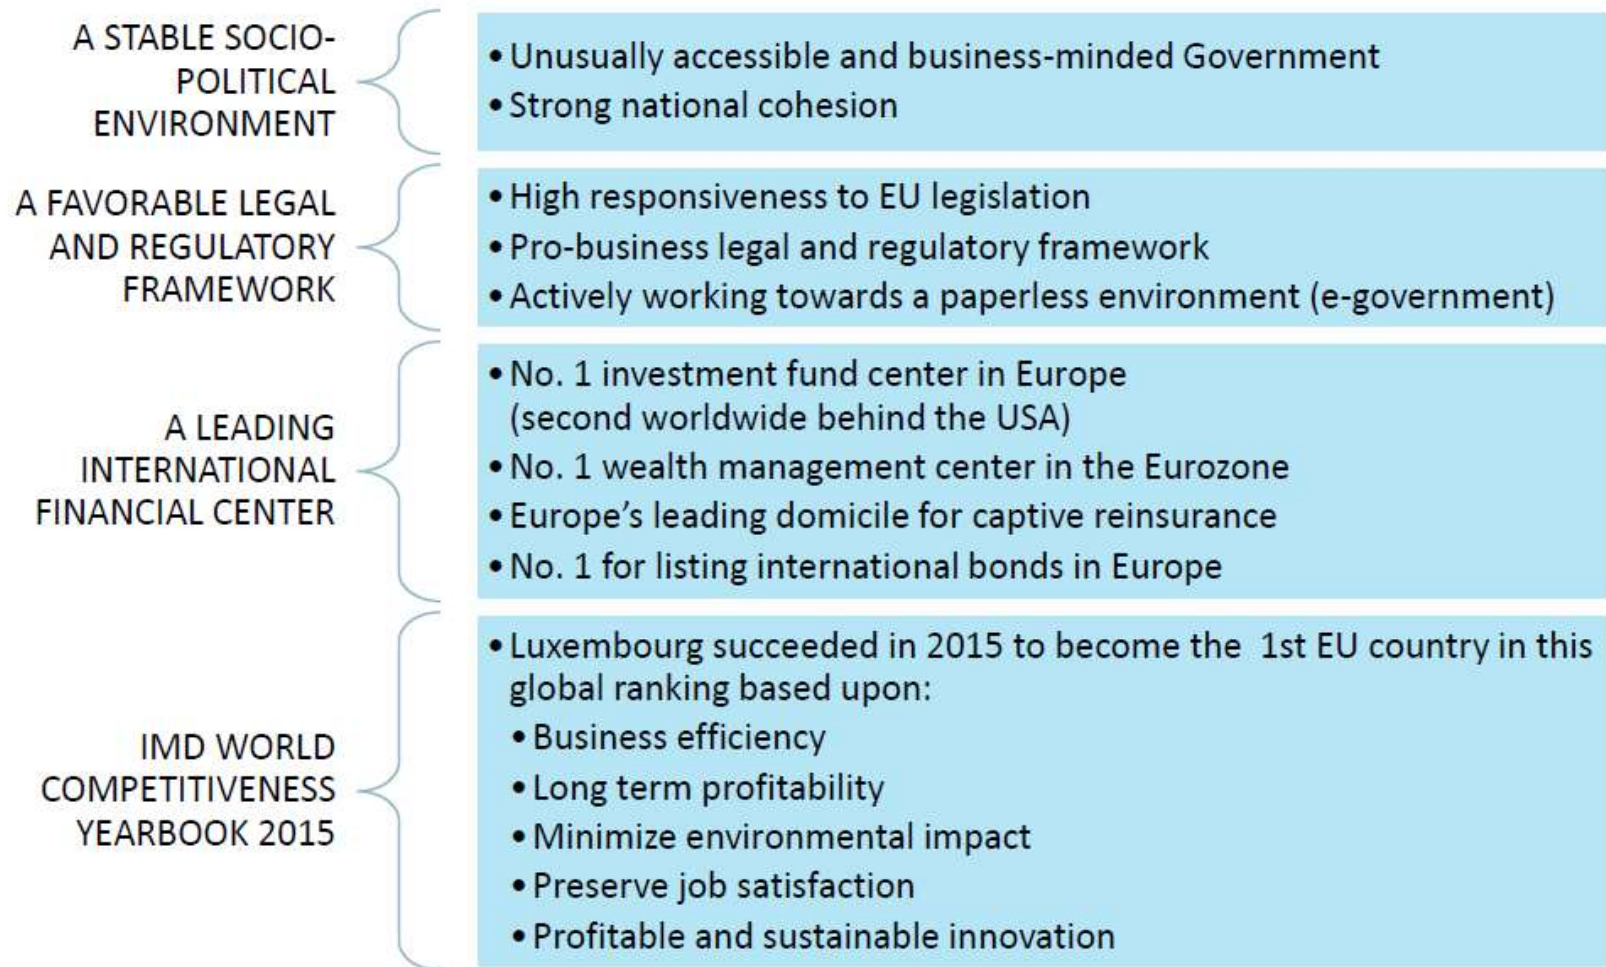 A STABLE SOCIO-
POLITICAL
ENVIRONMENT
• Unusually accessible and business-minded Government
• Strong national cohesion
A FAVORABLE LEGAL
AND REGULATORY
FRAMEWORK
• High responsiveness to EU legislation
• Pro-business legal and regulatory framework
• Actively working towards a paperless environment (e-government)
A LEADING
INTERNATIONAL
FINANCIAL CENTER
• No. 1 investment fund center in Europe
(second worldwide behind the USA)
• No. 1 wealth management center in the Eurozone
• Europe’s leading domicile for captive reinsurance
• No. 1 for listing international bonds in Europe
IMD WORLD
COMPETITIVENESS
YEARBOOK 2015
• Luxembourg succeeded in 2015 to become the 1st EU country in this
global ranking based upon:
• Business efficiency
• Long term profitability
• Minimize environmental impact
• Preserve job satisfaction
• Profitable and sustainable innovation